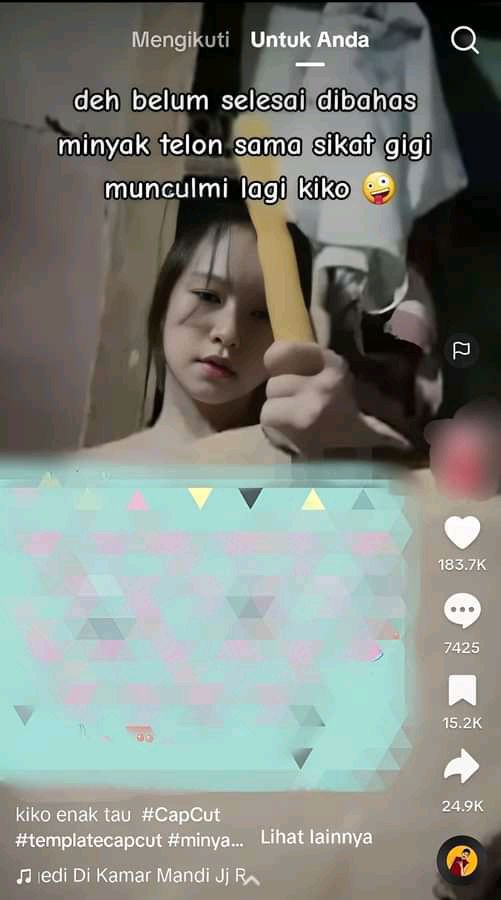 Mengikuti Untuk Anda
deh belum selesai dibahas
minyak telon sama sikat gigi
munculmi lagi kiko 🤪
183.7K
7425
15.2K
24.9K
kiko enak tau #CapCut
#templatecapcut #minya... Lihat lainnya
edi Di Kamar Mandi Jj R